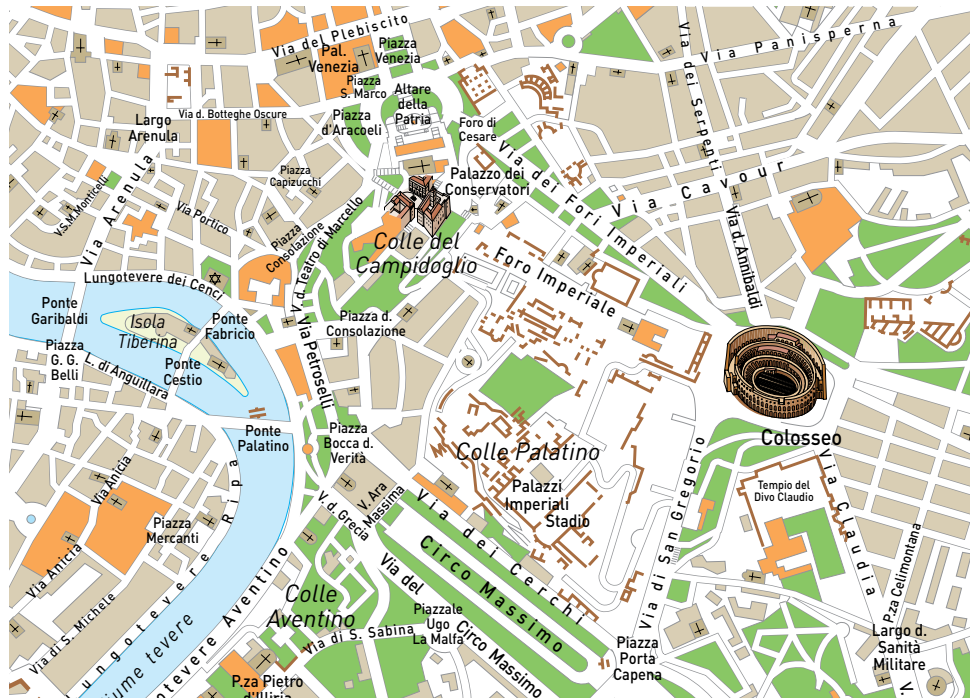 Via del Plebiscito
Pal.
Venezia
Piazza
Venezia
Piazza
S. Marco
Altare
della
Patria
Piazza
d'Aracoeli
Via d. Botteghe Oscure
Largo
Arenula
Foro di
Cesare
Via dei Serpenti
Via Panisperna
Via Cavour
Via dei Fori Imperiali
Via d. Annibaldi
Palazzo dei
Conservatori
Piazza
Capizucchi
V.S.M.Monticelli
Via Arenula
Via Portico
Piazza
Consolazione
V. d. Teatro di Marcello
Colle del
Campidoglio
Foro Imperiale
Lungotevere dei Cenci
Ponte
Garibaldi
Isola
Tiberina
Ponte
Fabricio
Ponte
Cestio
Piazza
G. G.
Belli
L. di Anguillara
Piazza d.
Consolazione
Via Petroselli
Ponte
Palatino
Piazza
Bocca d.
Verità
Colle Palatino
Palazzi
Imperiali
Stadio
Colosseo
Tempio del
Divo Claudio
Via Claudia
Via di San Gregorio
P.za Celimontana
Largo d.
Sanità
Militare
V
Via Anicia
Via Anicia
Piazza
Mercanti
Ripa
V. d. Grecia
V. Ara
Massima
Via dei Cerchi
Circo Massimo
Via del
Circo Massimo
Colle
Aventino
Via di S. Sabina
Piazzale
Ugo
La Malfa
Piazza
Porta
Capena
Via di S. Michele
ungotevere
iume tevere
otevere Aventino
P.za Pietro
d'Illiria